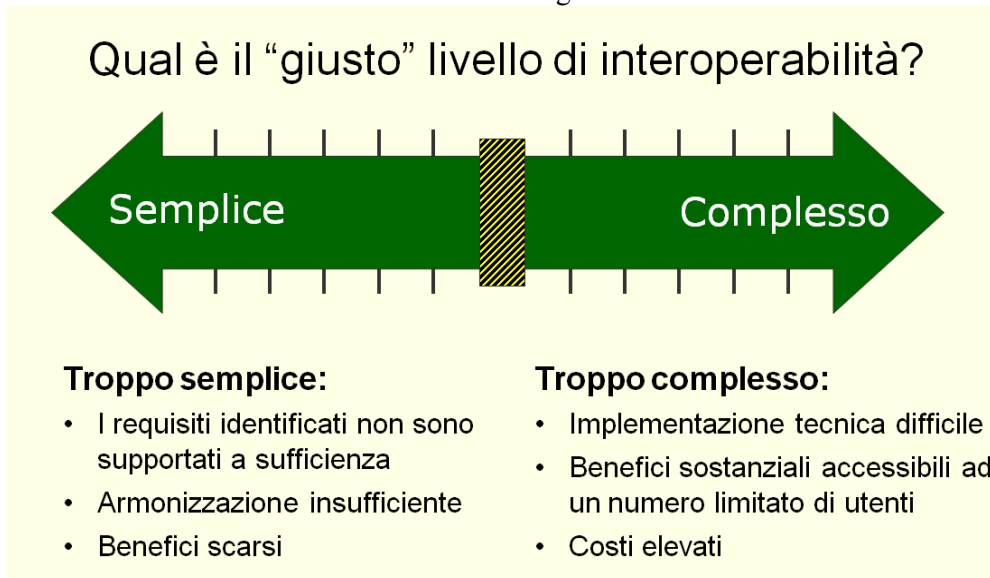 Qual è il “giusto” livello di interoperabilità?
Semplice
Complesso
Troppo semplice:
• I requisiti identificati non sono
supportati a sufficienza
• Armonizzazione insufficiente
• Benefici scarsi
Troppo complesso:
• Implementazione tecnica difficile
• Benefici sostanziali accessibili ad
un numero limitato di utenti
• Costi elevati